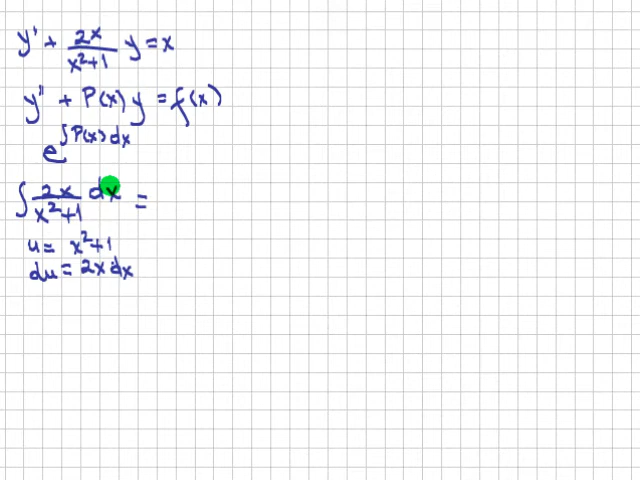 y' + 2x/(x²+1) y = x
y' + P(x) y = f(x)
e^∫P(x)dx
∫ 2x/(x²+1) dx =
u = x²+1
du = 2x dx